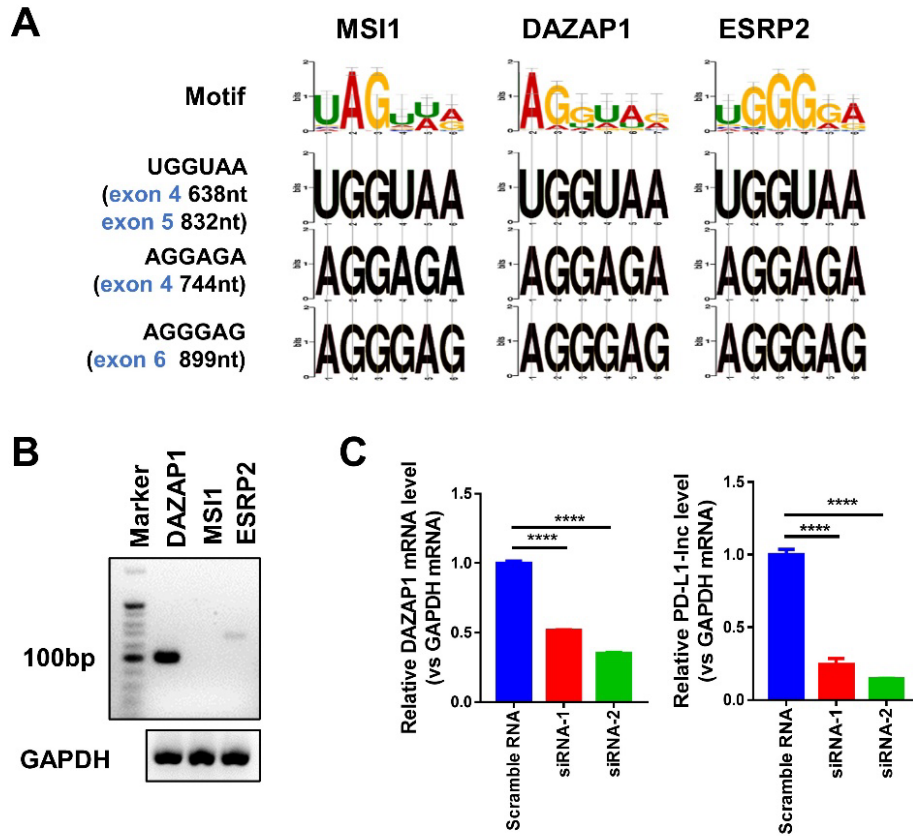 A
MSI1 DAZAP1 ESRP2
Motif
UGGUAA
(exon 4 638nt
exon 5 832nt)
UGGUAA UGGUAA UGGUAA
AGGAGA
(exon 4 744nt)
AGGAGA AGGAGA AGGAGA
AGGGAG
(exon 6 899nt)
AGGGAG AGGGAG AGGGAG
B
Marker
DAZAP1
MSI1
ESRP2
100bp
GAPDH
C
Relative DAZAP1 mRNA level
(vs GAPDH mRNA)
1.5
1.0
0.5
0.0
****
****
Scramble RNA
siRNA-1
siRNA-2
Relative PD-L1-lnc level
(vs GAPDH mRNA)
1.5
1.0
0.5
0.0
****
****
Scramble RNA
siRNA-1
siRNA-2